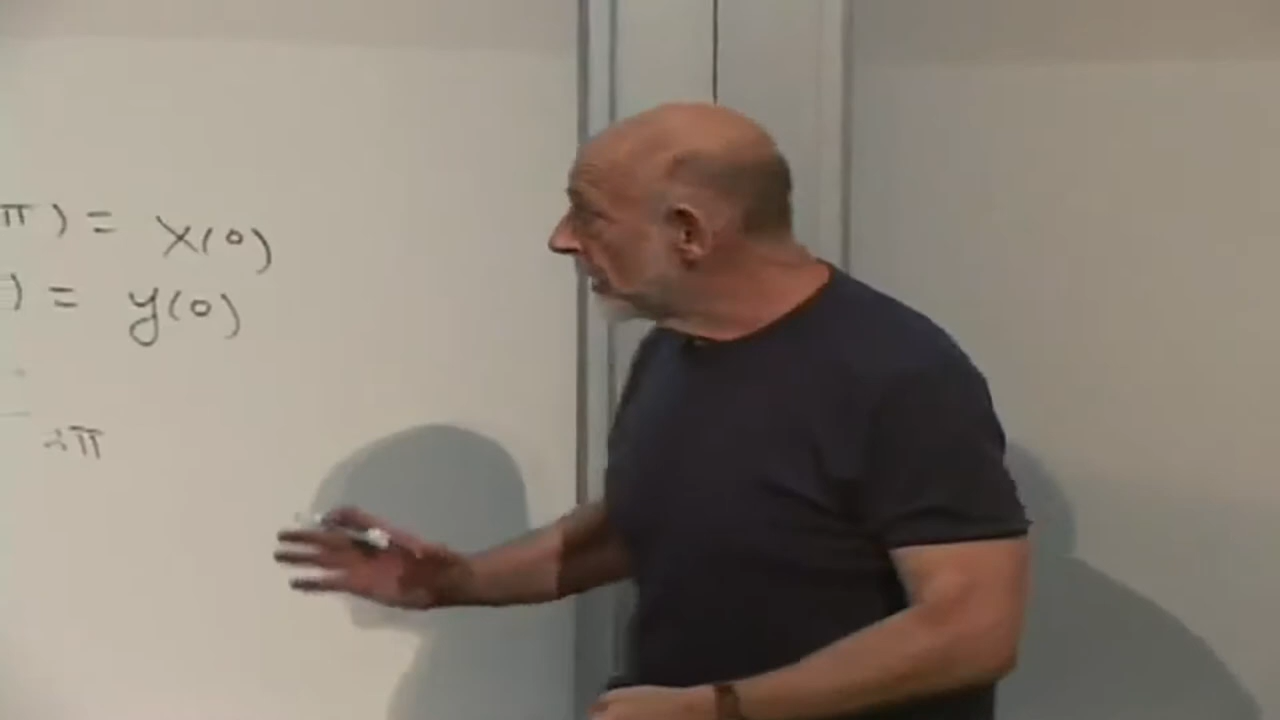 π) = x(0)
) = y(0)
2π